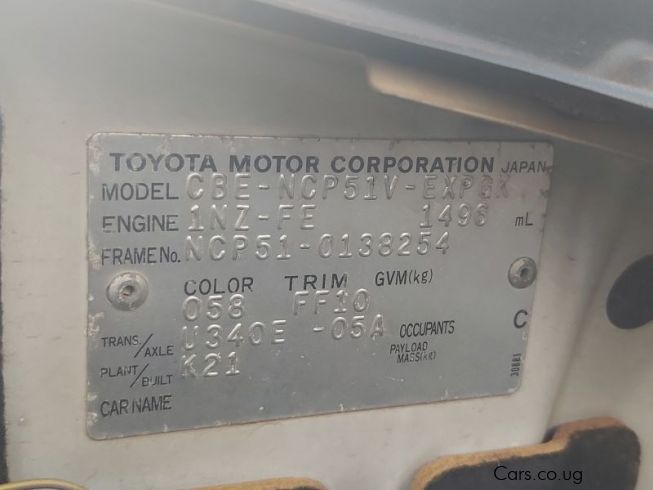 TOYOTA MOTOR CORPORATION JAPAN
MODEL CBE-NCP51V-EXPGK
ENGINE 1NZ-FE 1496 mL
FRAME No. NCP51-0138254
COLOR TRIM GVM(kg)
058 FF10
TRANS./AXLE U340E -05A OCCUPANTS C
PAYLOAD MASS(kg)
PLANT/BUILT K21
CAR NAME
30881
Cars.co.ug